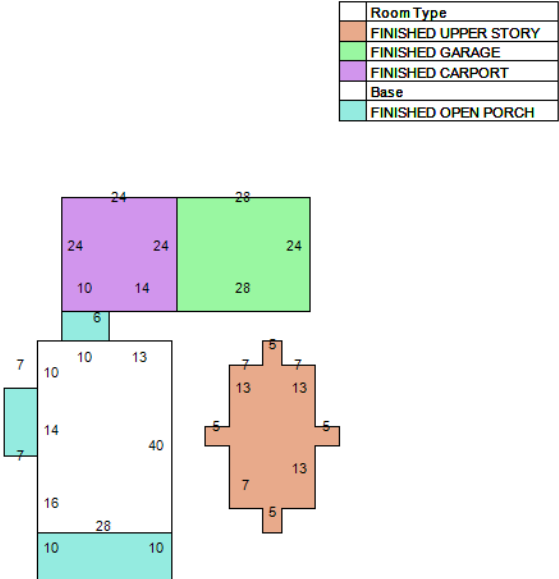 Room Type
FINISHED UPPER STORY
FINISHED GARAGE
FINISHED CARPORT
Base
FINISHED OPEN PORCH
24 28
24 24 24
10 14 28
6
10 13
7 10
14
40
7
16
28
10 10
5
7 7
13 13
5 5
13
7
5